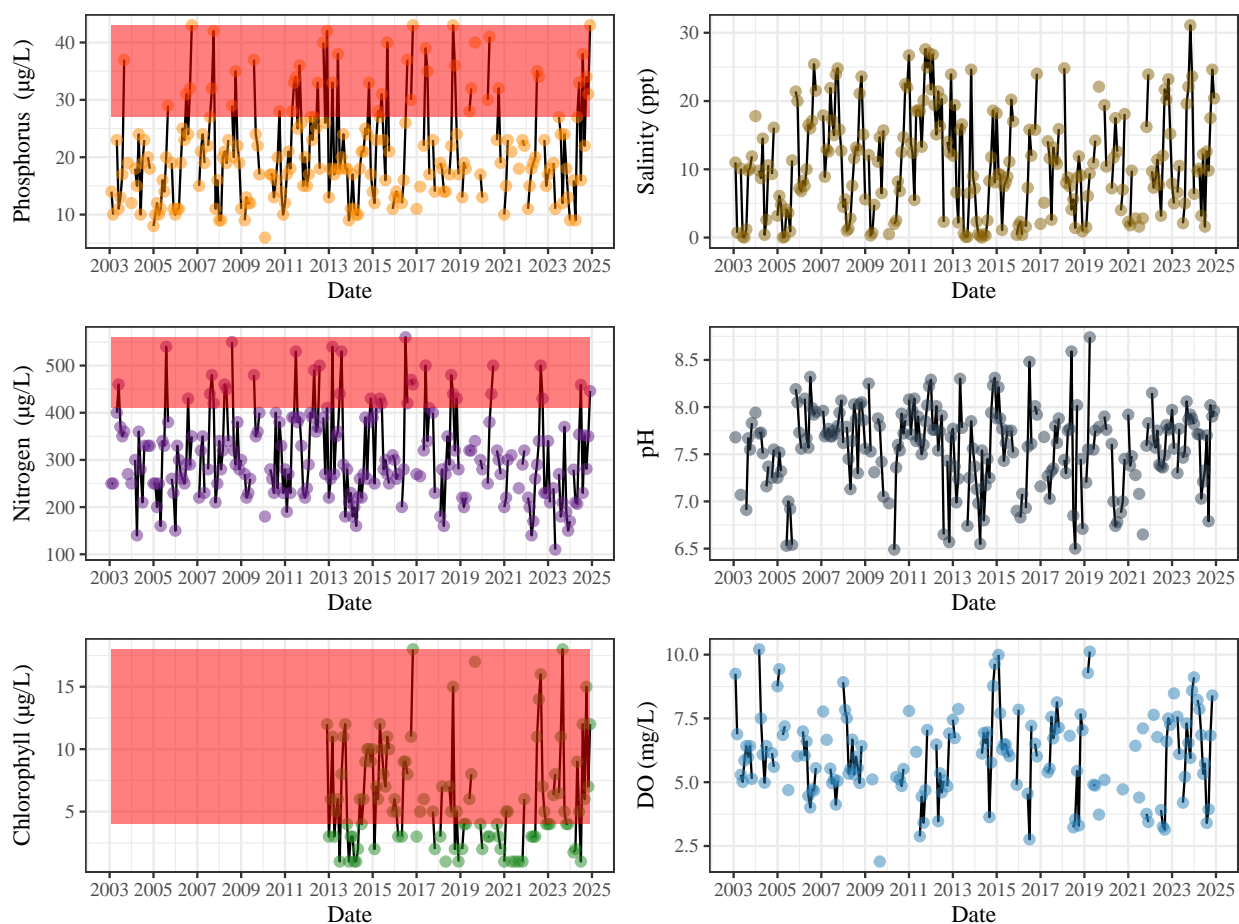 Phosphorus (µg/L)
40
30
20
10
2003 2005 2007 2009 2011 2013 2015 2017 2019 2021 2023 2025
Date
Salinity (ppt)
30
20
10
0
2003 2005 2007 2009 2011 2013 2015 2017 2019 2021 2023 2025
Date
Nitrogen (µg/L)
500
400
300
200
100
2003 2005 2007 2009 2011 2013 2015 2017 2019 2021 2023 2025
Date
pH
8.5
8.0
7.5
7.0
6.5
2003 2005 2007 2009 2011 2013 2015 2017 2019 2021 2023 2025
Date
Chlorophyll (µg/L)
15
10
5
2003 2005 2007 2009 2011 2013 2015 2017 2019 2021 2023 2025
Date
DO (mg/L)
10.0
7.5
5.0
2.5
2003 2005 2007 2009 2011 2013 2015 2017 2019 2021 2023 2025
Date